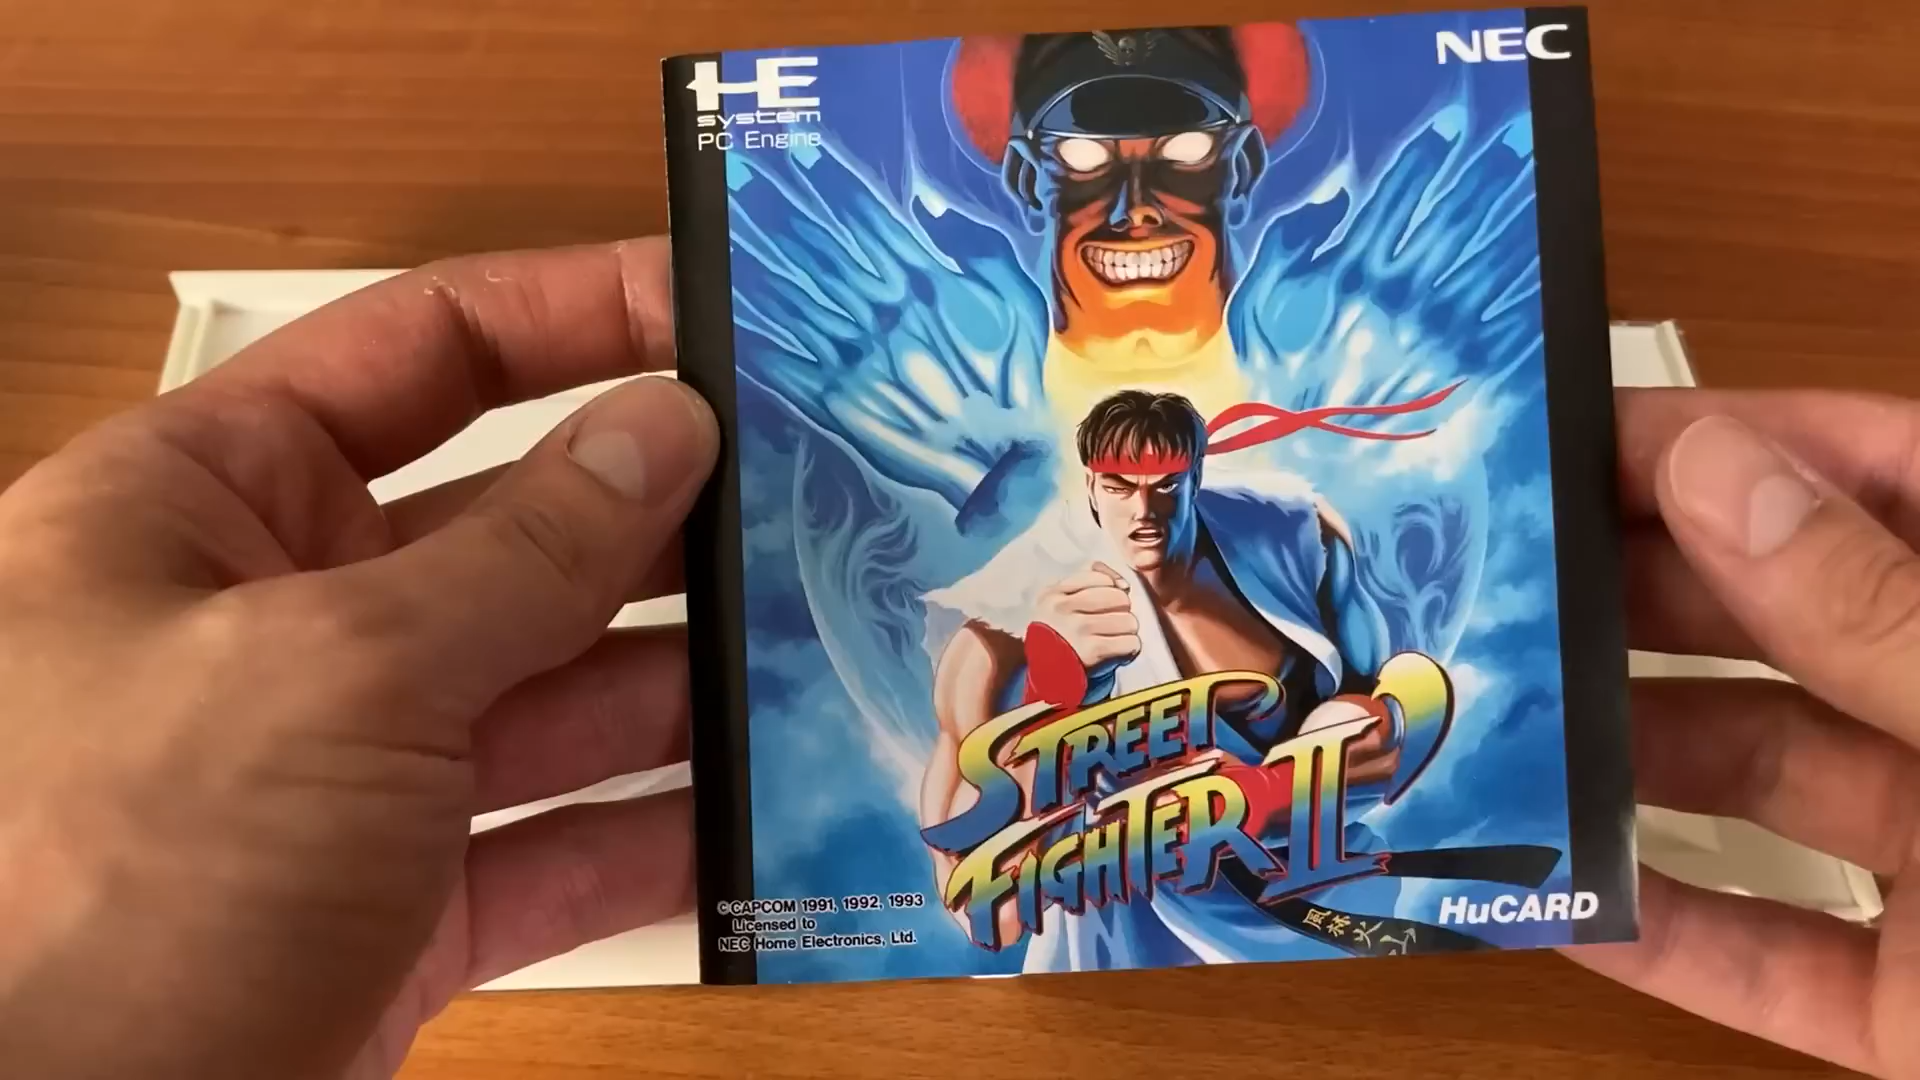 HE
system
PC Engine
NEC
STREET
FIGHTER II
©CAPCOM 1991, 1992, 1993
Licensed to
NEC Home Electronics, Ltd.
HuCARD
風林火山